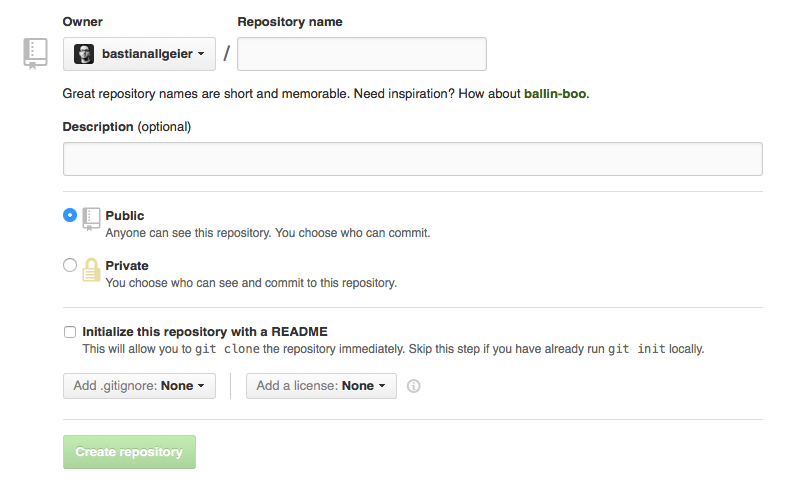 Owner Repository name
bastianallgeier /
Great repository names are short and memorable. Need inspiration? How about ballin-boo.
Description (optional)
Public
Anyone can see this repository. You choose who can commit.
Private
You choose who can see and commit to this repository.
Initialize this repository with a README
This will allow you to git clone the repository immediately. Skip this step if you have already run git init locally.
Add .gitignore: None Add a license: None
Create repository